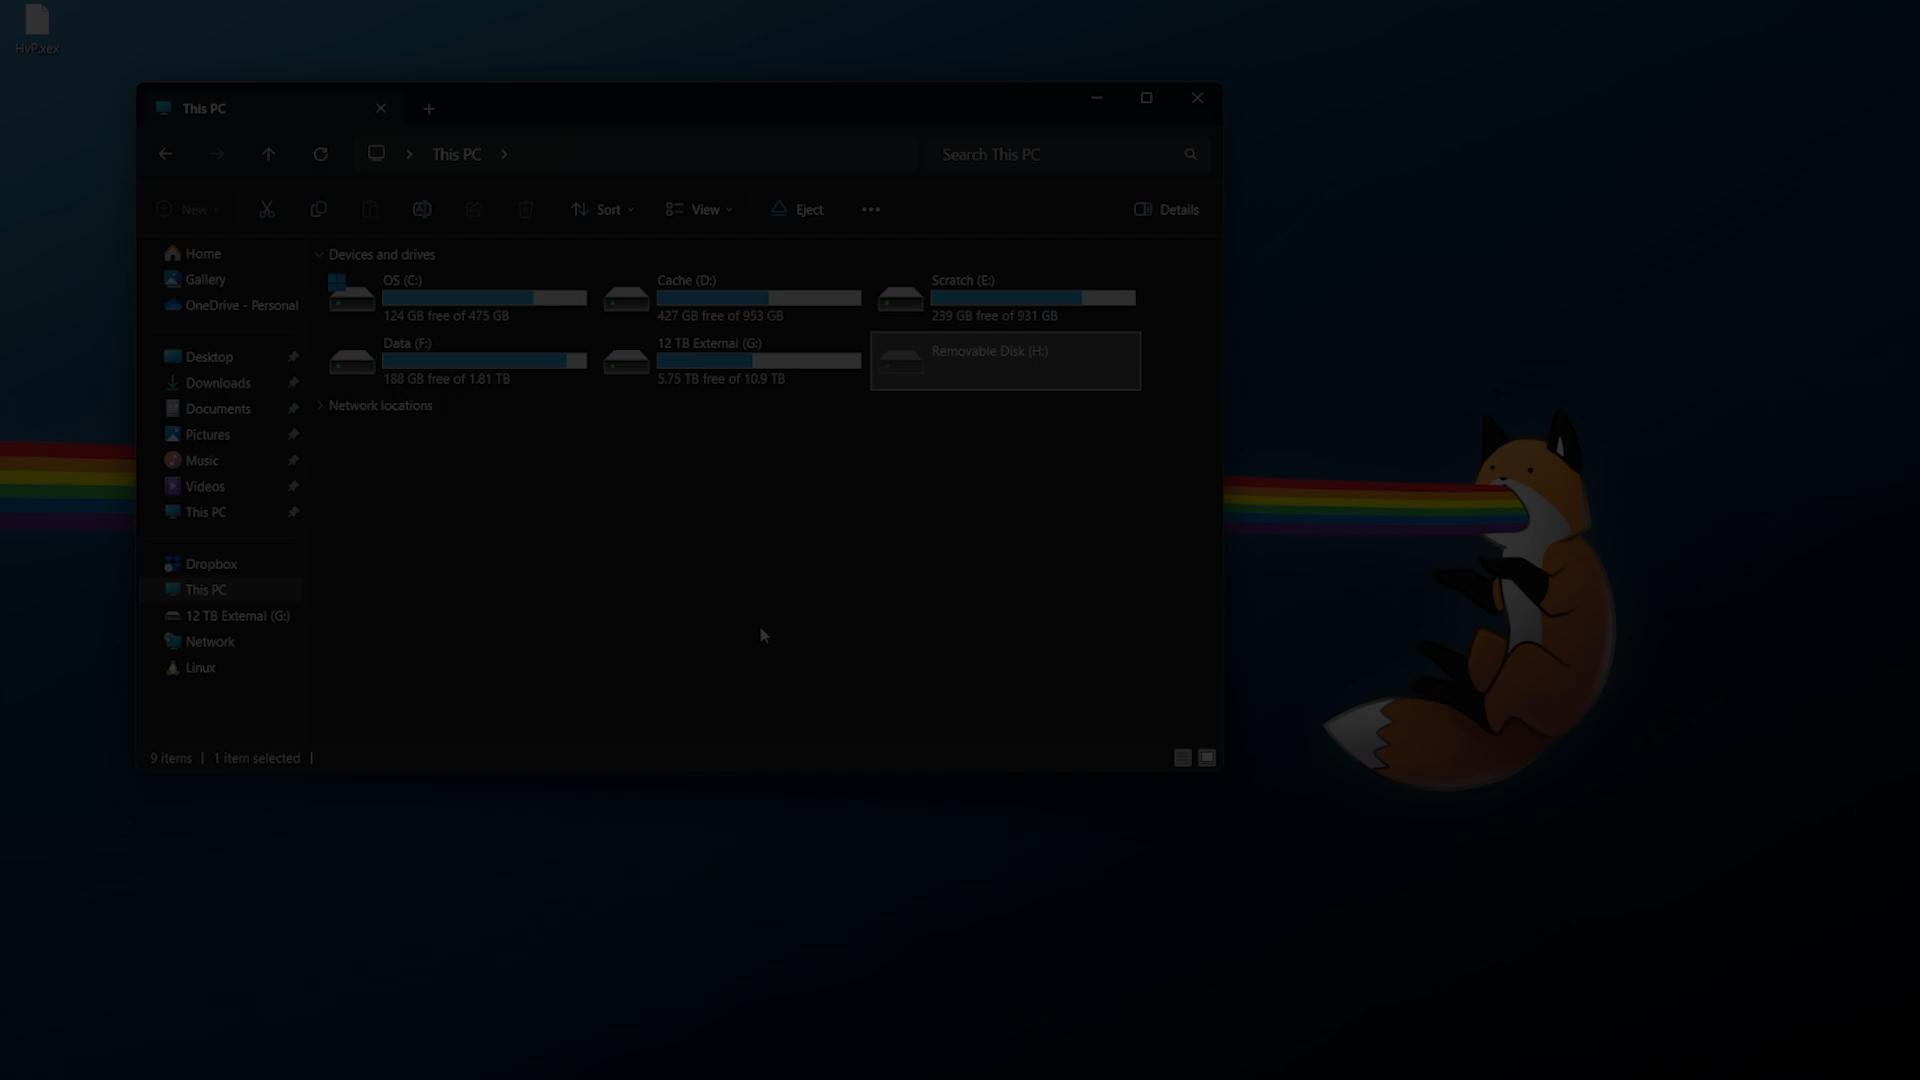 HvP.xex
This PC
This PC
Search This PC
New
Sort
View
Eject
Details
Home
Gallery
OneDrive - Personal
Desktop
Downloads
Documents
Pictures
Music
Videos
This PC
Dropbox
This PC
12 TB External (G:)
Network
Linux
Devices and drives
OS (C:)
124 GB free of 475 GB
Cache (D:)
427 GB free of 953 GB
Scratch (E:)
239 GB free of 931 GB
Data (F:)
188 GB free of 1.81 TB
12 TB External (G:)
5.75 TB free of 10.9 TB
Removable Disk (H:)
Network locations
9 items | 1 item selected |